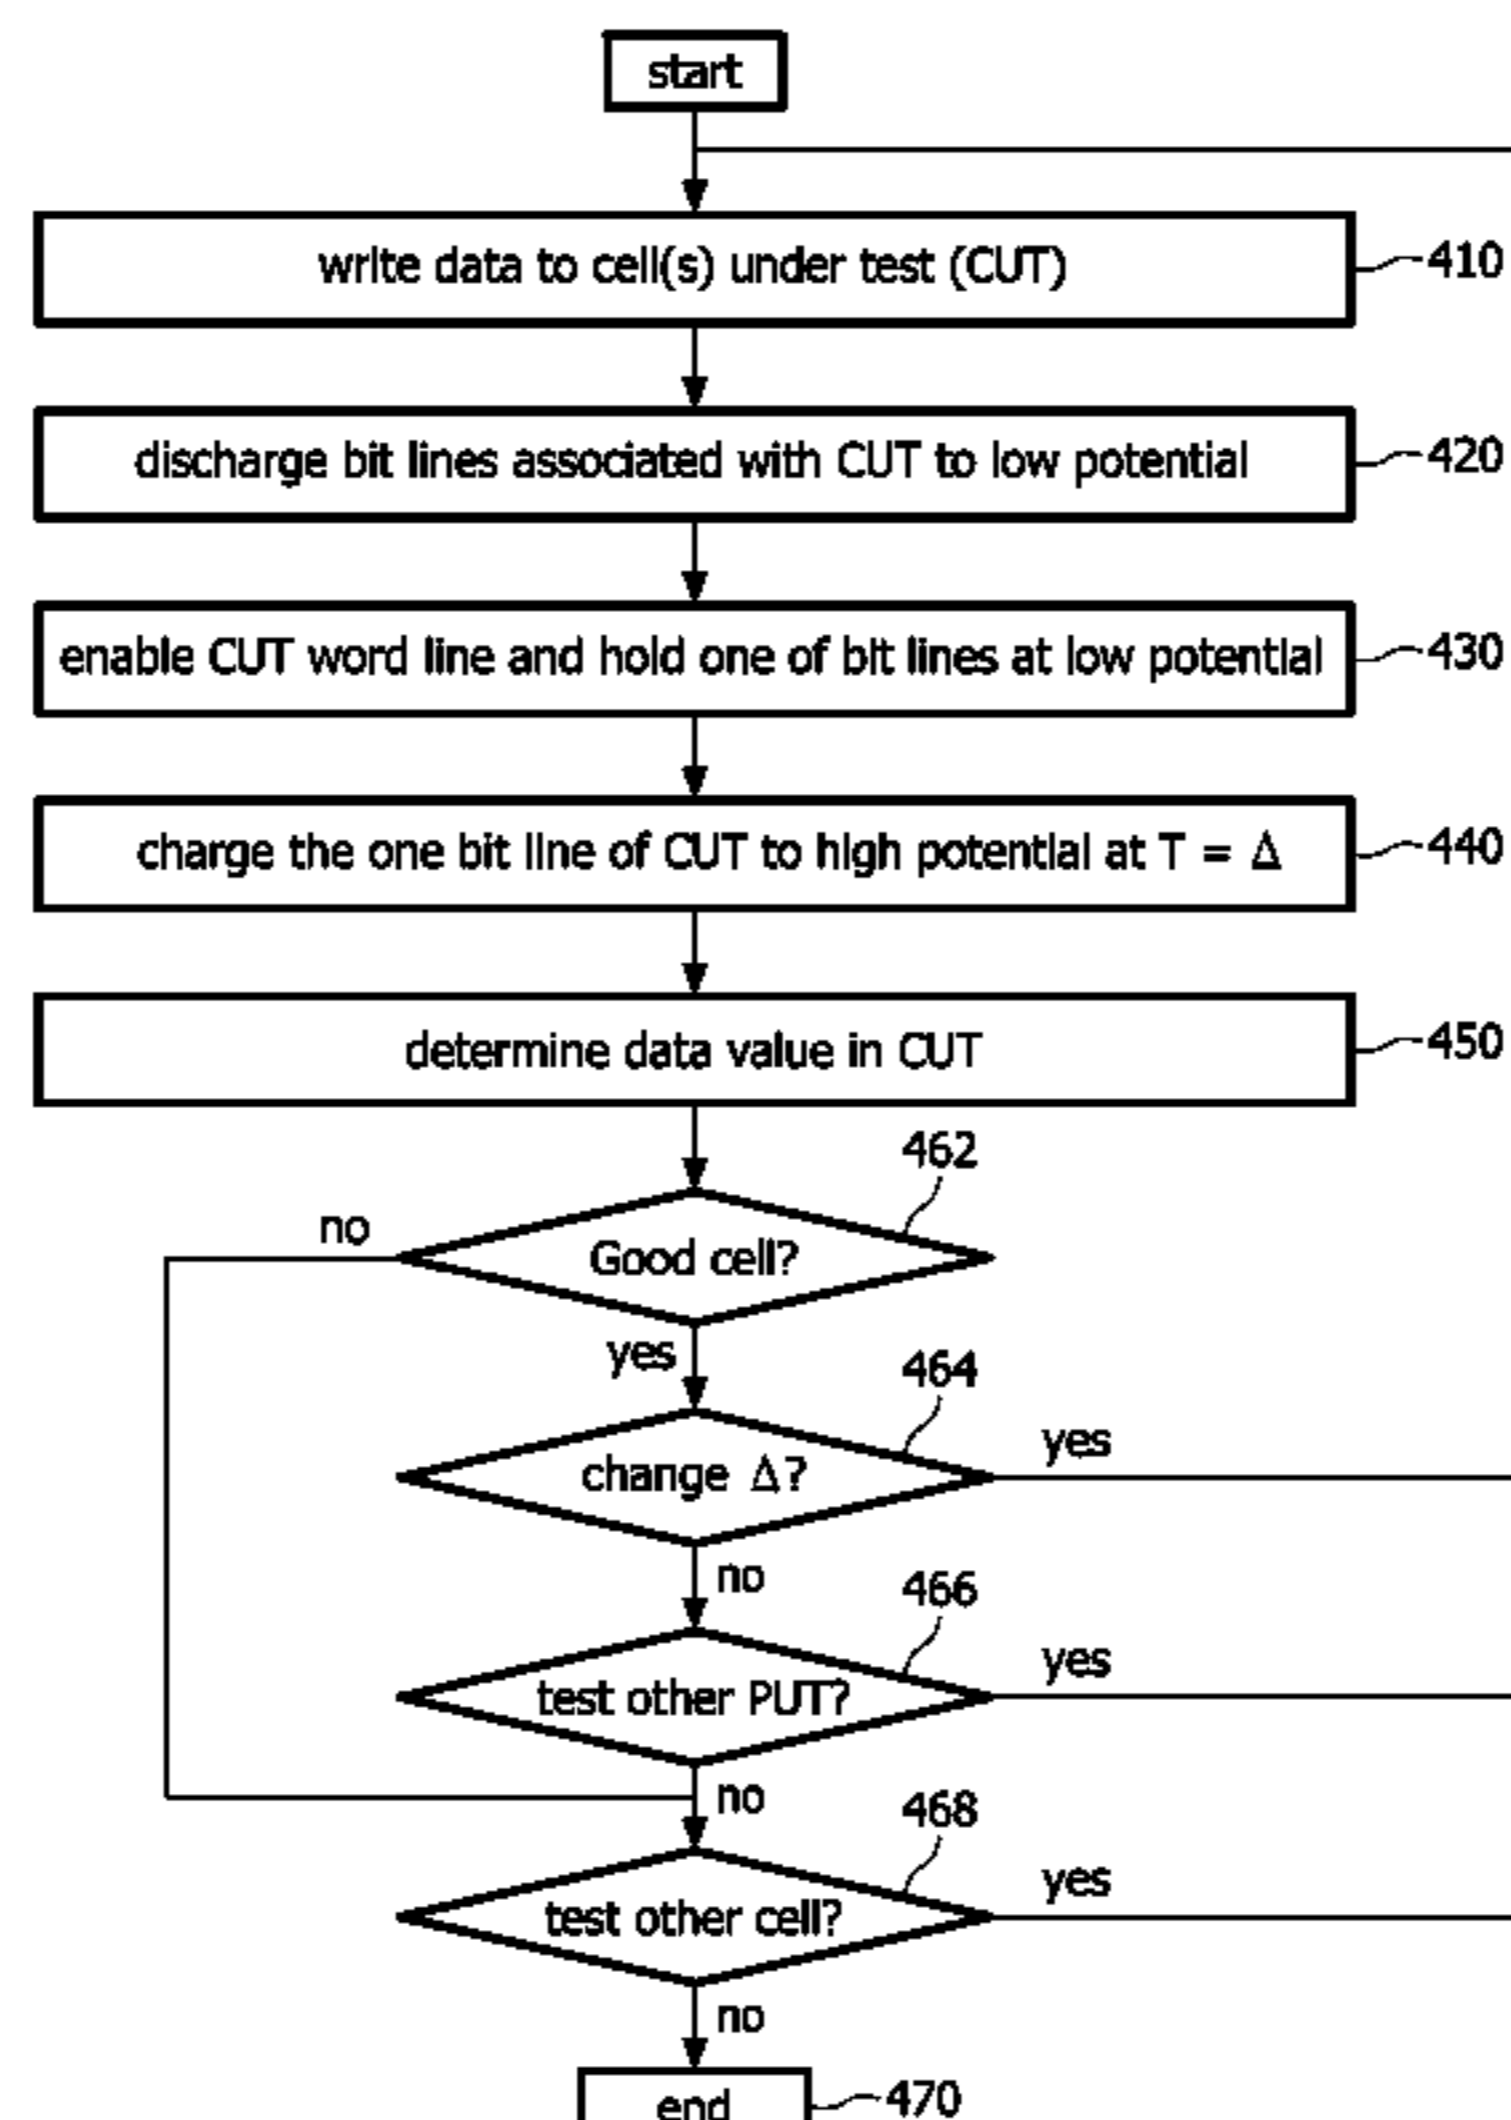 start
write data to cell(s) under test (CUT)
410
discharge bit lines associated with CUT to low potential
420
enable CUT word line and hold one of bit lines at low potential
430
charge the one bit line of CUT to high potential at T = Δ
440
determine data value in CUT
450
462
no
Good cell?
yes
464
yes
change Δ?
no
466
yes
test other PUT?
no
468
yes
test other cell?
no
end
470